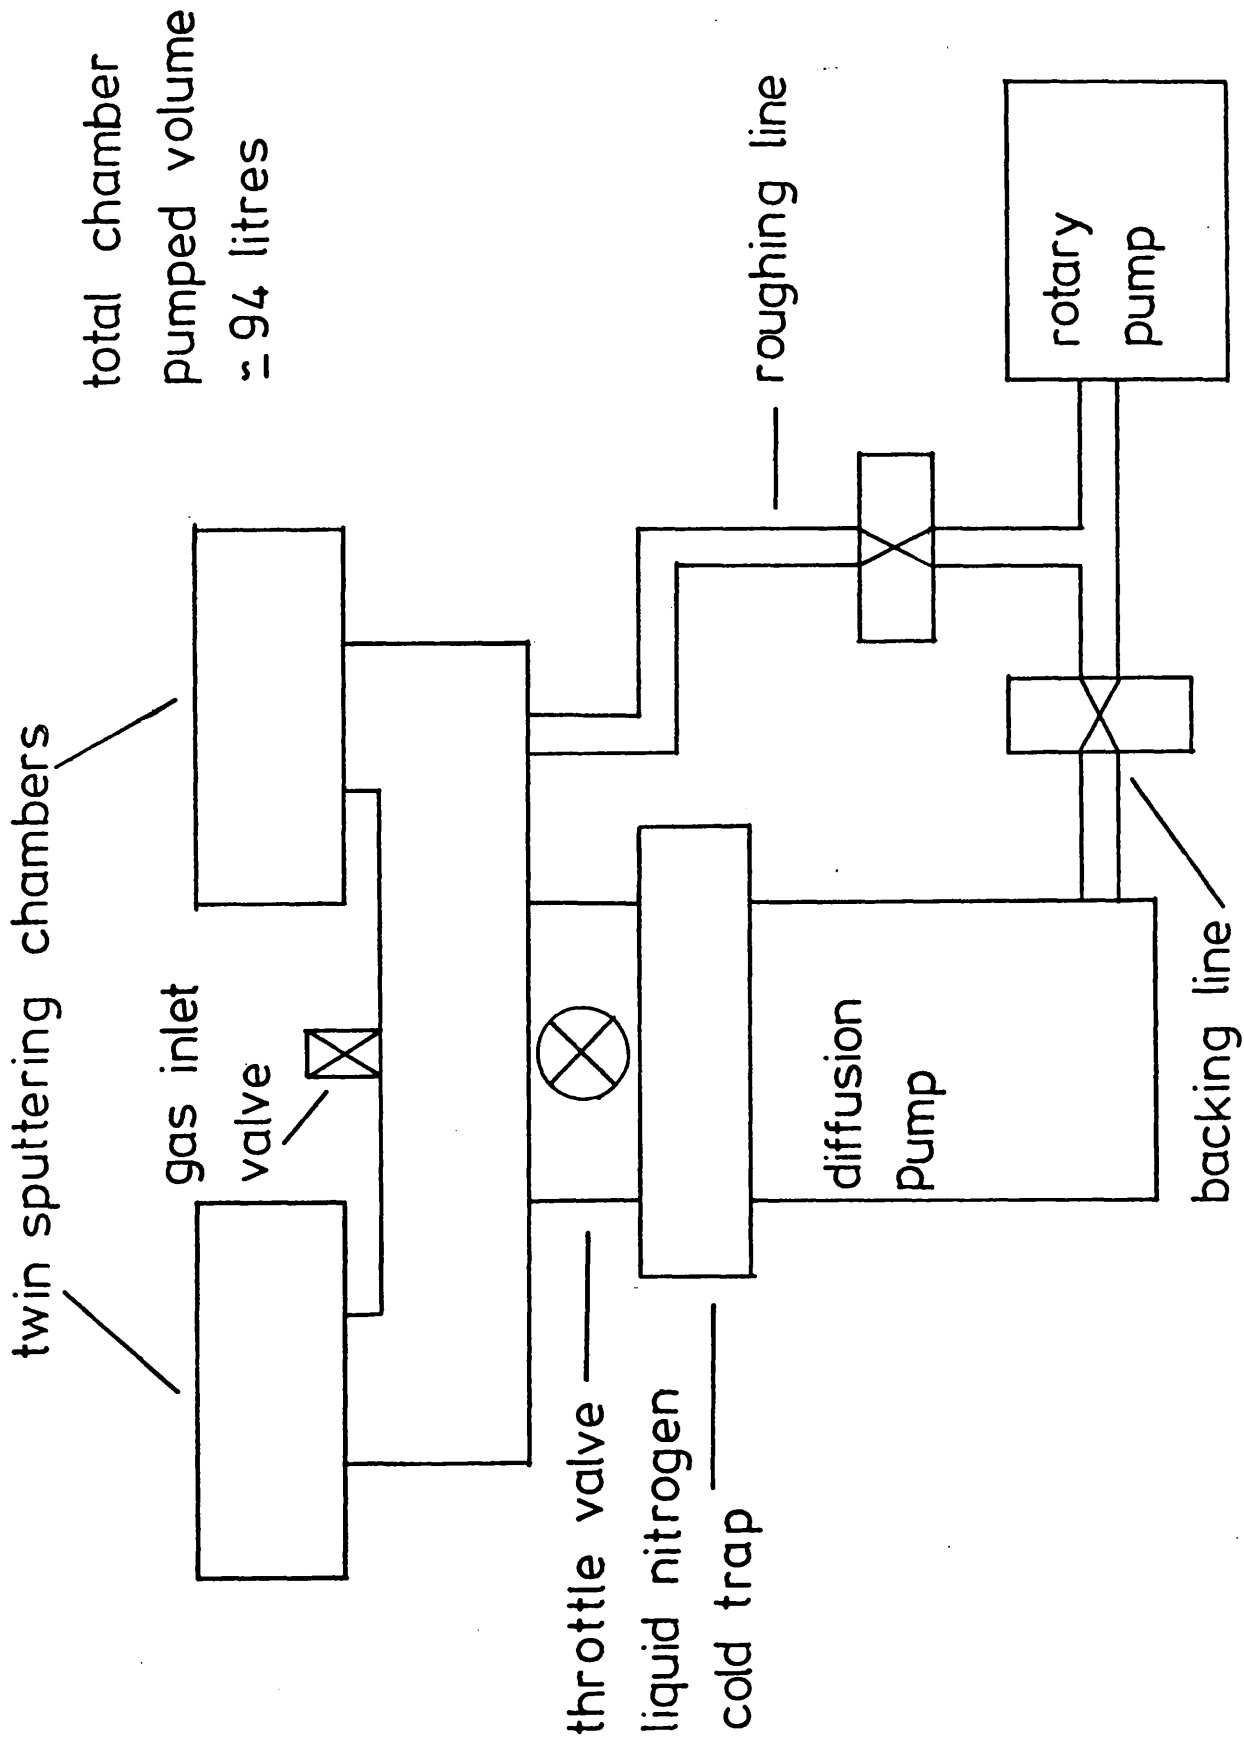 twin sputtering chambers
total chamber
pumped volume
≃94 litres
gas inlet
valve
throttle valve
liquid nitrogen
cold trap
roughing line
diffusion
Pump
rotary
pump
backing line